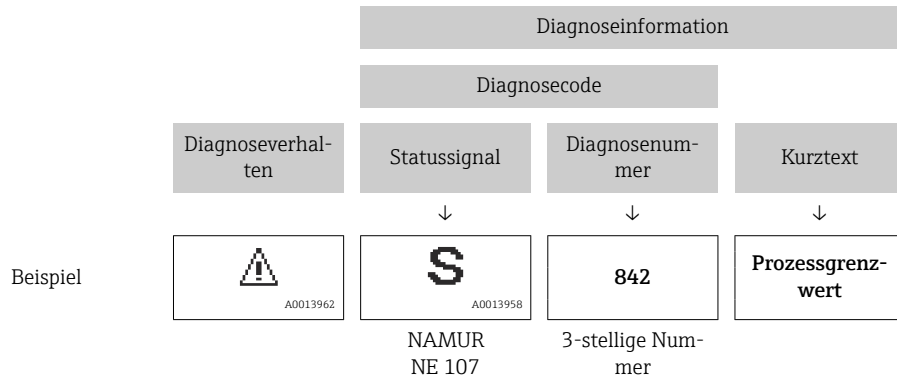 Diagnoseinformation
Diagnosecode
Diagnoseverhal-
ten
Statussignal
Diagnosenum-
mer
Kurztext
Beispiel
A0013962
S
A0013958
842
Prozessgrenz-
wert
NAMUR
NE 107
3-stellige Num-
mer